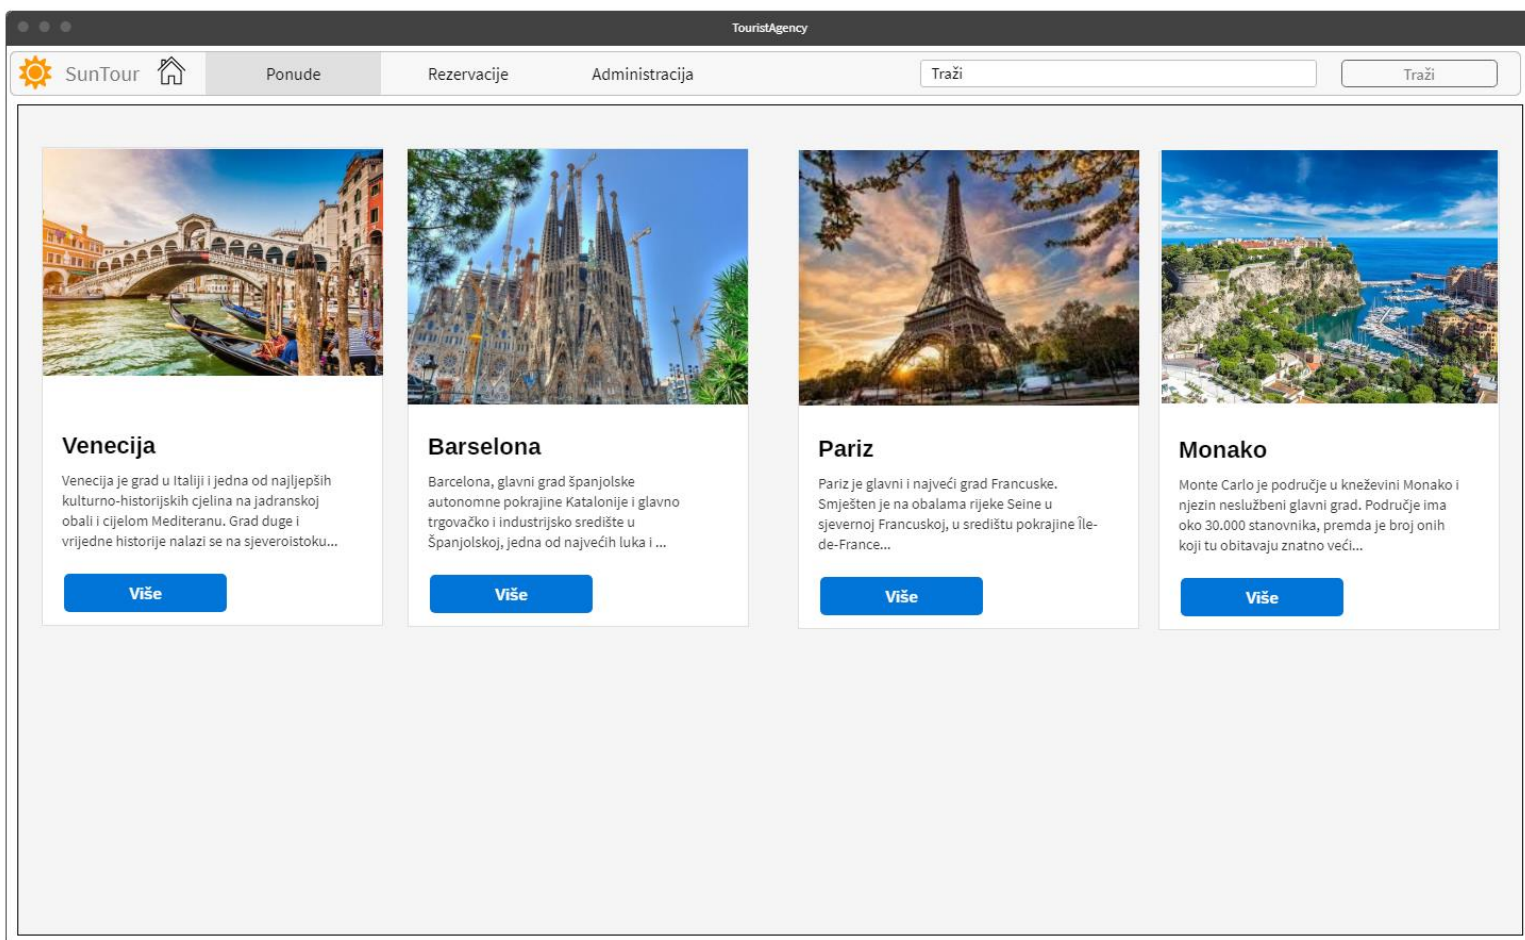 TouristAgency
SunTour
Ponude
Rezervacije
Administracija
Traži
Traži
Venecija
Venecija je grad u Italiji i jedna od najljepših
kulturno-historijskih cjelina na jadranskoj
obali i cijelom Mediteranu. Grad duge i
vrijedne historije nalazi se na sjeveroistoku...
Više
Barselona
Barcelona, glavni grad španjolske
autonomne pokrajine Katalonije i glavno
trgovačko i industrijsko središte u
Španjolskoj, jedna od najvećih luka i ...
Više
Pariz
Pariz je glavni i najveći grad Francuske.
Smješten je na obalama rijeke Seine u
sjevernoj Francuskoj, u središtu pokrajine Île-
de-France...
Više
Monako
Monte Carlo je područje u kneževini Monako i
njezin neslužbeni glavni grad. Područje ima
oko 30.000 stanovnika, premda je broj onih
koji tu obitavaju znatno veći...
Više